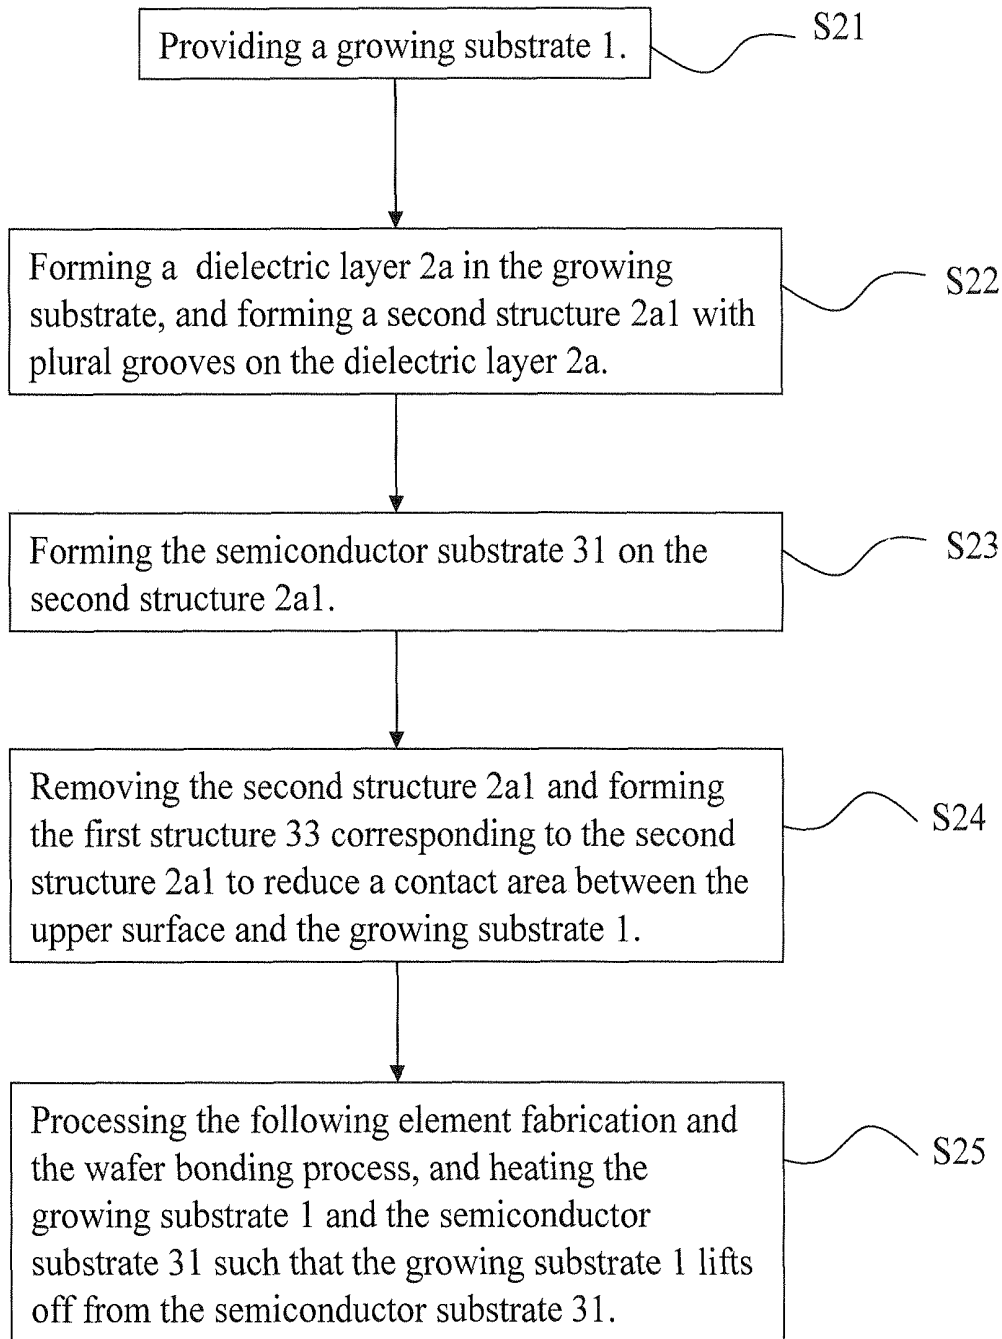 Providing a growing substrate 1.
S21
Forming a dielectric layer 2a in the growing
substrate, and forming a second structure 2a1 with
plural grooves on the dielectric layer 2a.
S22
Forming the semiconductor substrate 31 on the
second structure 2a1.
S23
Removing the second structure 2a1 and forming
the first structure 33 corresponding to the second
structure 2a1 to reduce a contact area between the
upper surface and the growing substrate 1.
S24
Processing the following element fabrication and
the wafer bonding process, and heating the
growing substrate 1 and the semiconductor
substrate 31 such that the growing substrate 1 lifts
off from the semiconductor substrate 31.
S25